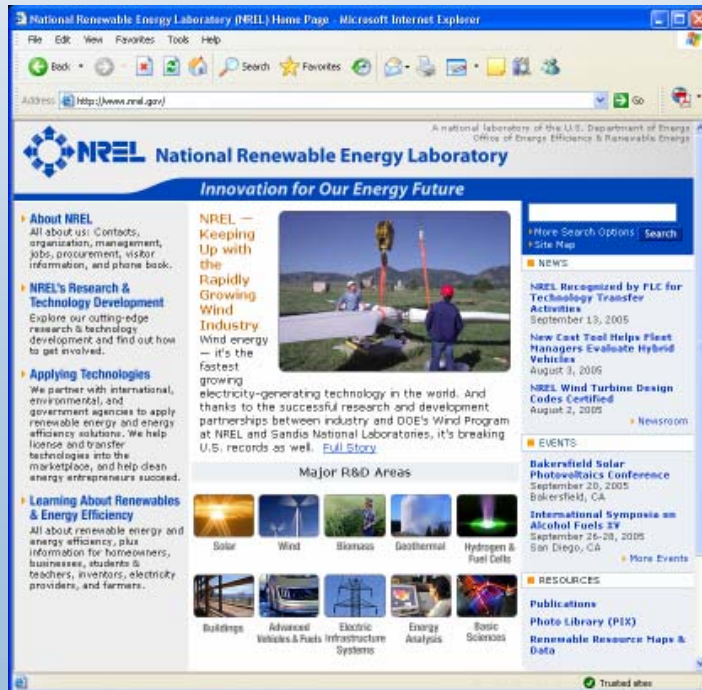 National Renewable Energy Laboratory (NREL) Home Page - Microsoft Internet Explorer
File Edit View Favorites Tools Help
Back Search Favorites
Address http://www.nrel.gov/ Go
A national laboratory of the U.S. Department of Energy
Office of Energy Efficiency & Renewable Energy
NREL National Renewable Energy Laboratory
Innovation for Our Energy Future
About NREL
All about us: Contacts,
organization, management,
jobs, procurement, visitor
information, and phone book.
NREL's Research &
Technology Development
Explore our cutting-edge
research & technology
development and find out how
to get involved.
Applying Technologies
We partner with international,
environmental, and
government agencies to apply
renewable energy and energy
efficiency solutions. We help
license and transfer
technologies into the
marketplace, and help clean
energy entrepreneurs succeed.
Learning About Renewables
& Energy Efficiency
All about renewable energy and
energy efficiency, plus
information for homeowners,
businesses, students &
teachers, inventors, electricity
providers, and farmers.
NREL —
Keeping
Up with
the
Rapidly
Growing
Wind
Industry
Wind energy
— it's the
fastest
growing
electricity-generating technology in the world. And
thanks to the successful research and development
partnerships between industry and DOE's Wind Program
at NREL and Sandia National Laboratories, it's breaking
U.S. records as well. Full Story
Major R&D Areas
Solar Wind Biomass Geothermal Hydrogen &
Fuel Cells
Buildings Advanced
Vehicles & Fuels Electric
Infrastructure
Systems Energy
Analysis Basic
Sciences
More Search Options Search
Site Map
NEWS
NREL Recognized by FLC for
Technology Transfer
Activities
September 13, 2005
New Cost Tool Helps Fleet
Managers Evaluate Hybrid
Vehicles
August 3, 2005
NREL Wind Turbine Design
Codes Certified
August 2, 2005
Newsroom
EVENTS
Bakersfield Solar
Photovoltaics Conference
September 20, 2005
Bakersfield, CA
International Symposia on
Alcohol Fuels XV
September 26-28, 2005
San Diego, CA
More Events
RESOURCES
Publications
Photo Library (PIX)
Renewable Resource Maps &
Data
Trusted sites